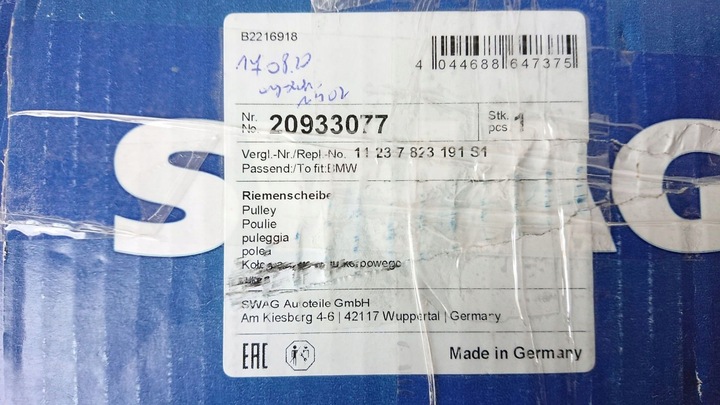 B2216918
17.08.22
4 044688 647375
Nr.
No. 20933077
Stk.
pcs 1
Vergl.-Nr./Repl.-No. 11 23 7 823 191 S1
Passend:/To fit:BMW
Riemenscheibe
Pulley
Poulie
puleggia
polea
Koło
SWAG Autoteile GmbH
Am Kiesberg 4-6 | 42117 Wuppertal | Germany
EAC
Made in Germany
SWAG